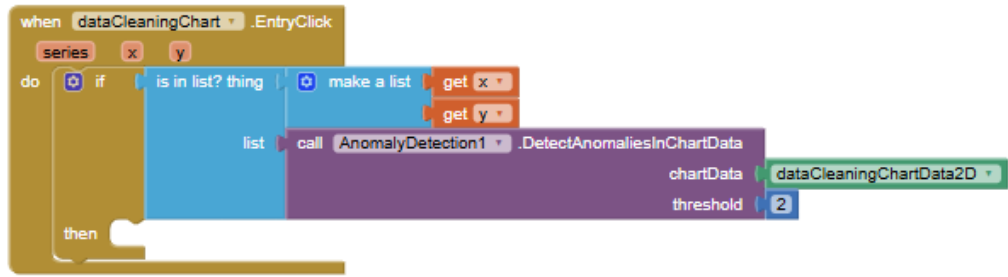 when dataCleaningChart .EntryClick
series x y
do if is in list? thing make a list get x
get y
list call AnomalyDetection1 .DetectAnomaliesInChartData
chartData dataCleaningChartData2D
threshold 2
then